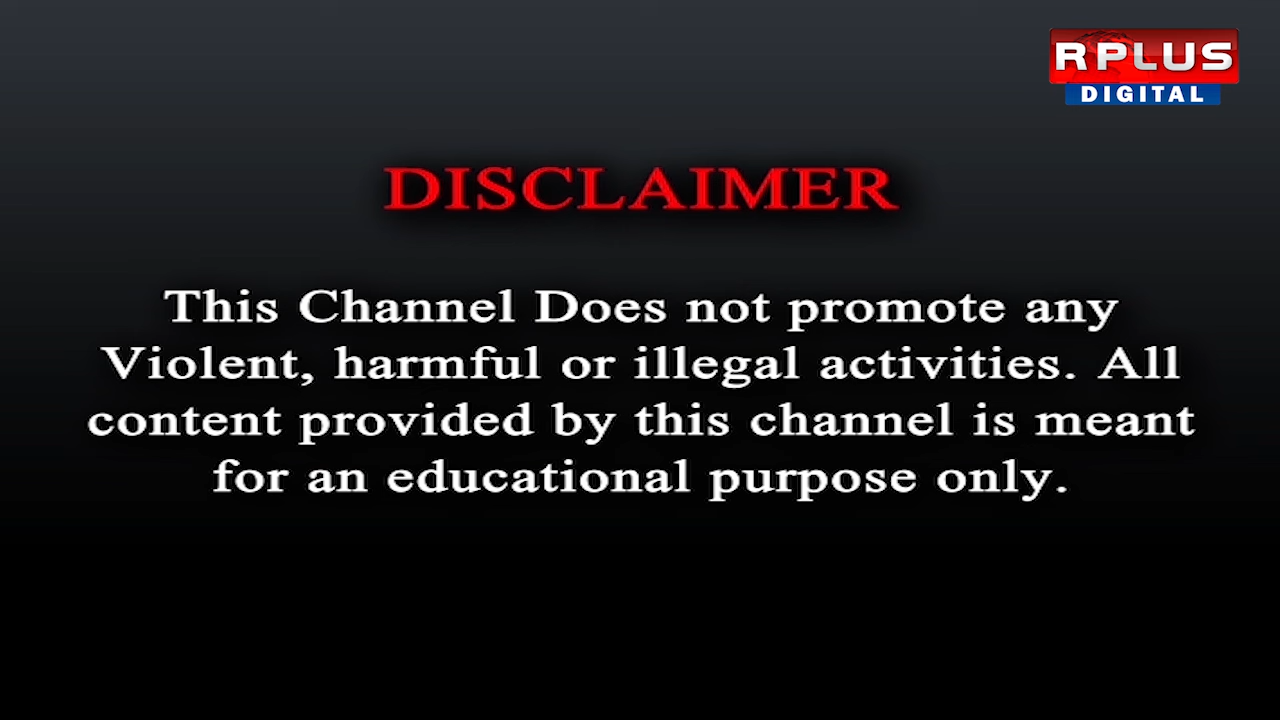 RPLUS
DIGITAL
DISCLAIMER
This Channel Does not promote any
Violent, harmful or illegal activities. All
content provided by this channel is meant
for an educational purpose only.